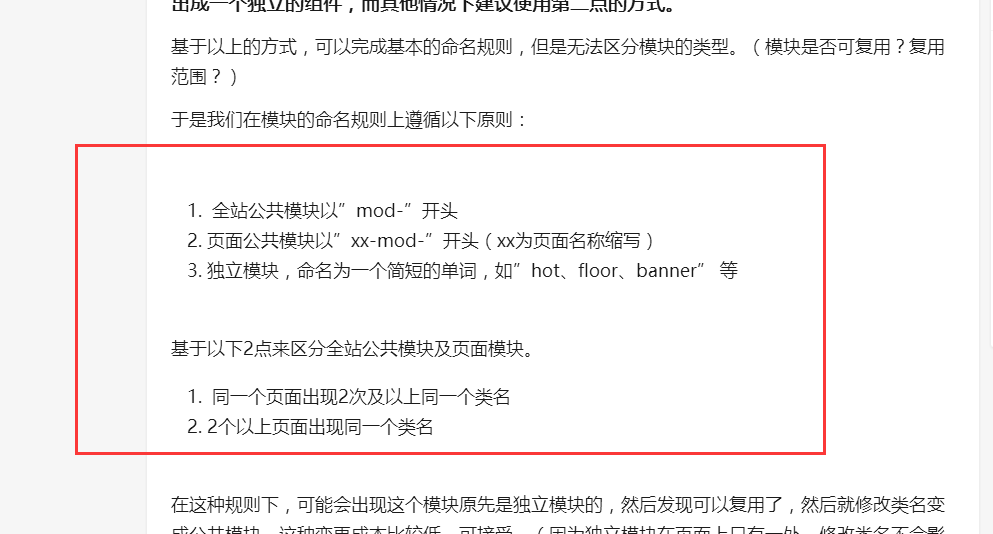 出成一个独立的组件，而其他情况下建议使用第二点的方式。
基于以上的方式，可以完成基本的命名规则，但是无法区分模块的类型。（模块是否可复用？复用
范围？）
于是我们在模块的命名规则上遵循以下原则：
1. 全站公共模块以”mod-”开头
2. 页面公共模块以”xx-mod-”开头（xx为页面名称缩写）
3. 独立模块，命名为一个简短的单词，如”hot、floor、banner” 等
基于以下2点来区分全站公共模块及页面模块。
1. 同一个页面出现2次及以上同一个类名
2. 2个以上页面出现同一个类名
在这种规则下，可能会出现这个模块原先是独立模块的，然后发现可以复用了，然后就修改类名变
成公共模块，这种变更成本比较低，可接受。（因为独立模块在页面上只有一处，修改类名不会影